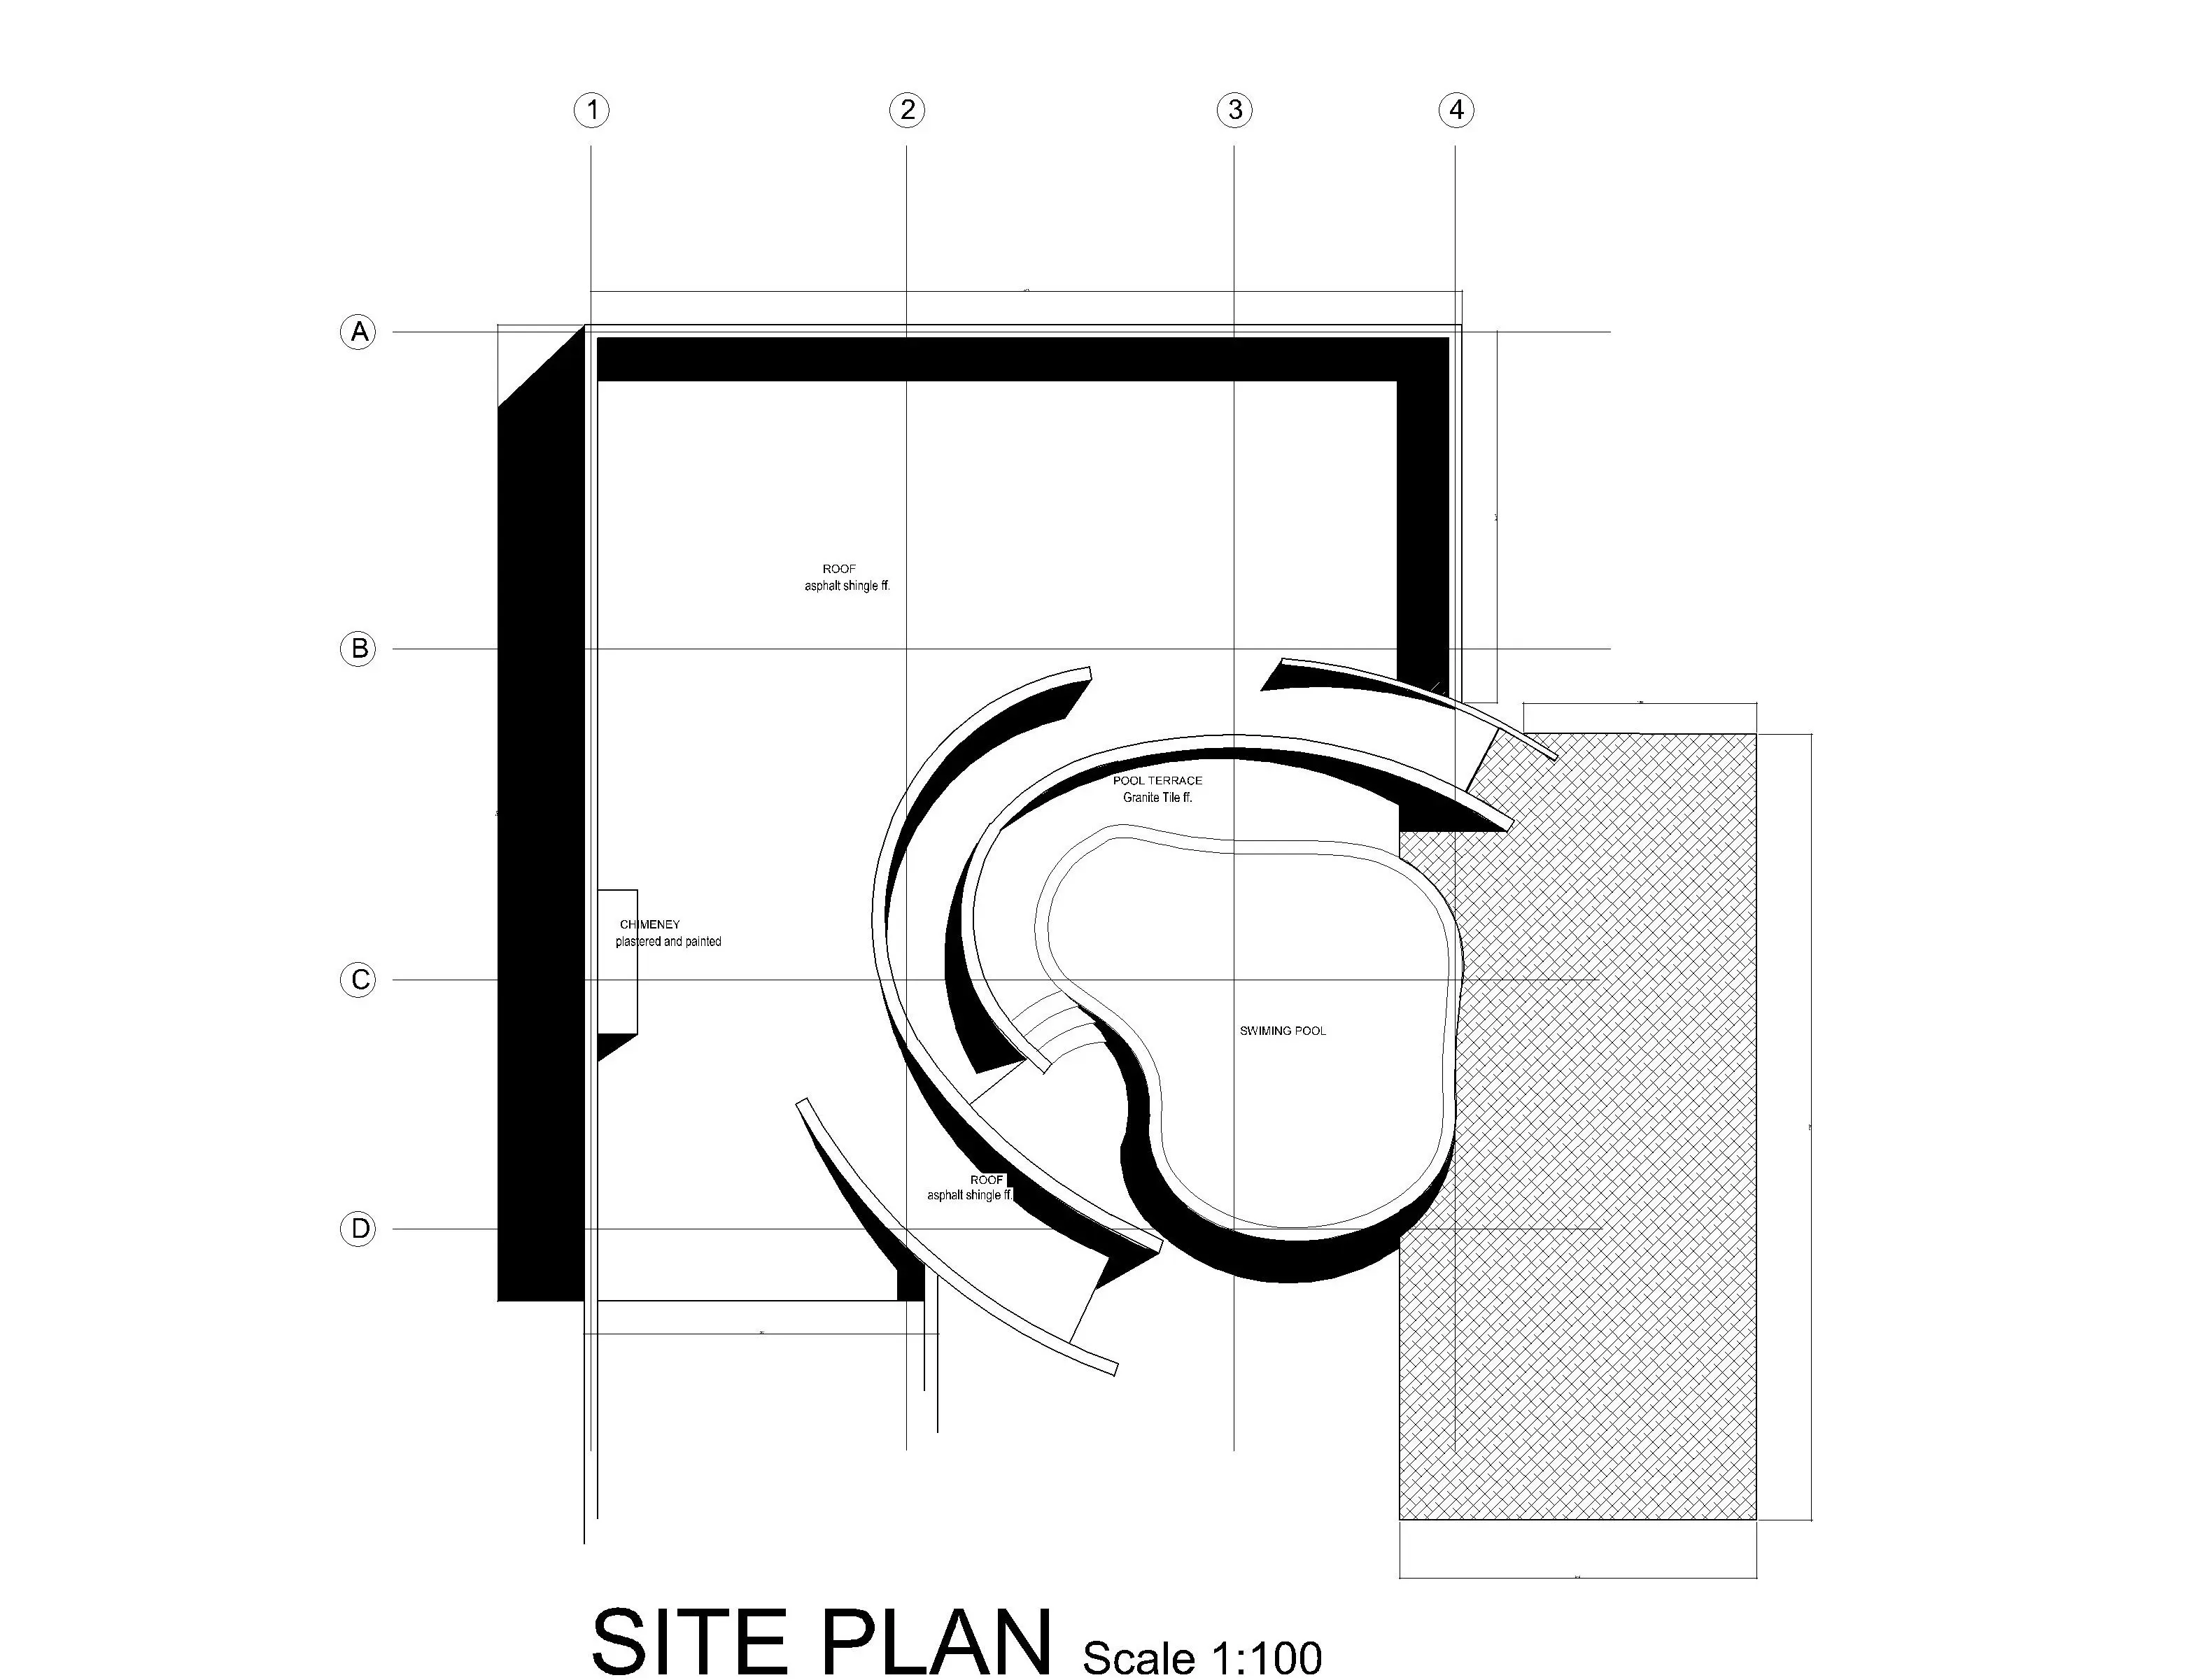 1 2 3 4
A
B
ROOF
asphalt shingle ff.
POOL TERRACE
Granite Tile ff.
CHIMENEY
plastered and painted
C
SWIMING POOL
ROOF
asphalt shingle ff.
D
SITE PLAN Scale 1:100